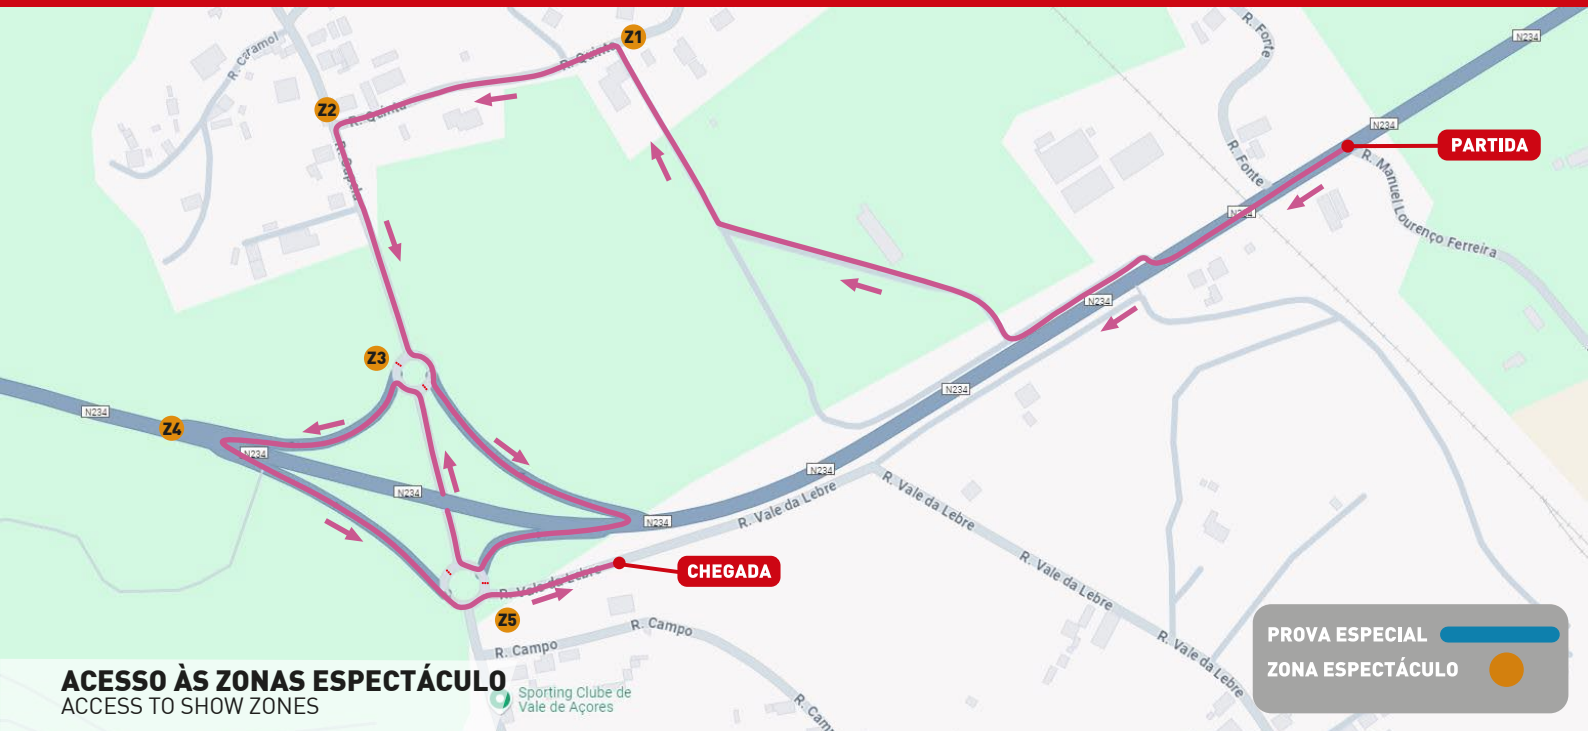 Z1
R. Quinta
R. Caramol
R. Fonte
N234
Z2
R. Quinta
N234
PARTIDA
R. Capela
R. Fonte
R. Manuel Lourenço Ferreira
N234
N234
Z3
N234
N234
Z4
N234
N234
N234
N234
R. Vale da Lebre
R. Vale da Lebre
R. Vale da Lebre
CHEGADA
R. Vale da Lebre
Z5
R. Campo
R. Campo
R. Vale da Lebre
PROVA ESPECIAL
ZONA ESPECTÁCULO
ACESSO ÀS ZONAS ESPECTÁCULO
ACCESS TO SHOW ZONES
Sporting Clube de
Vale de Açores